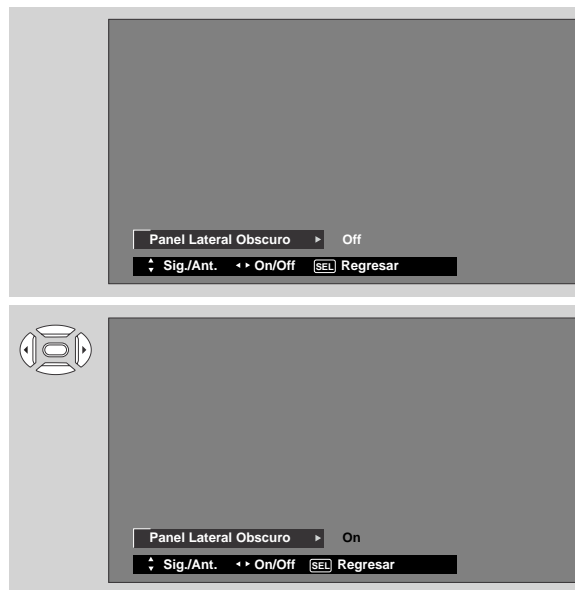 Panel Lateral Obscuro ▸ Off
Sig./Ant. On/Off SEL Regresar
Panel Lateral Obscuro ▸ On
Sig./Ant. On/Off SEL Regresar